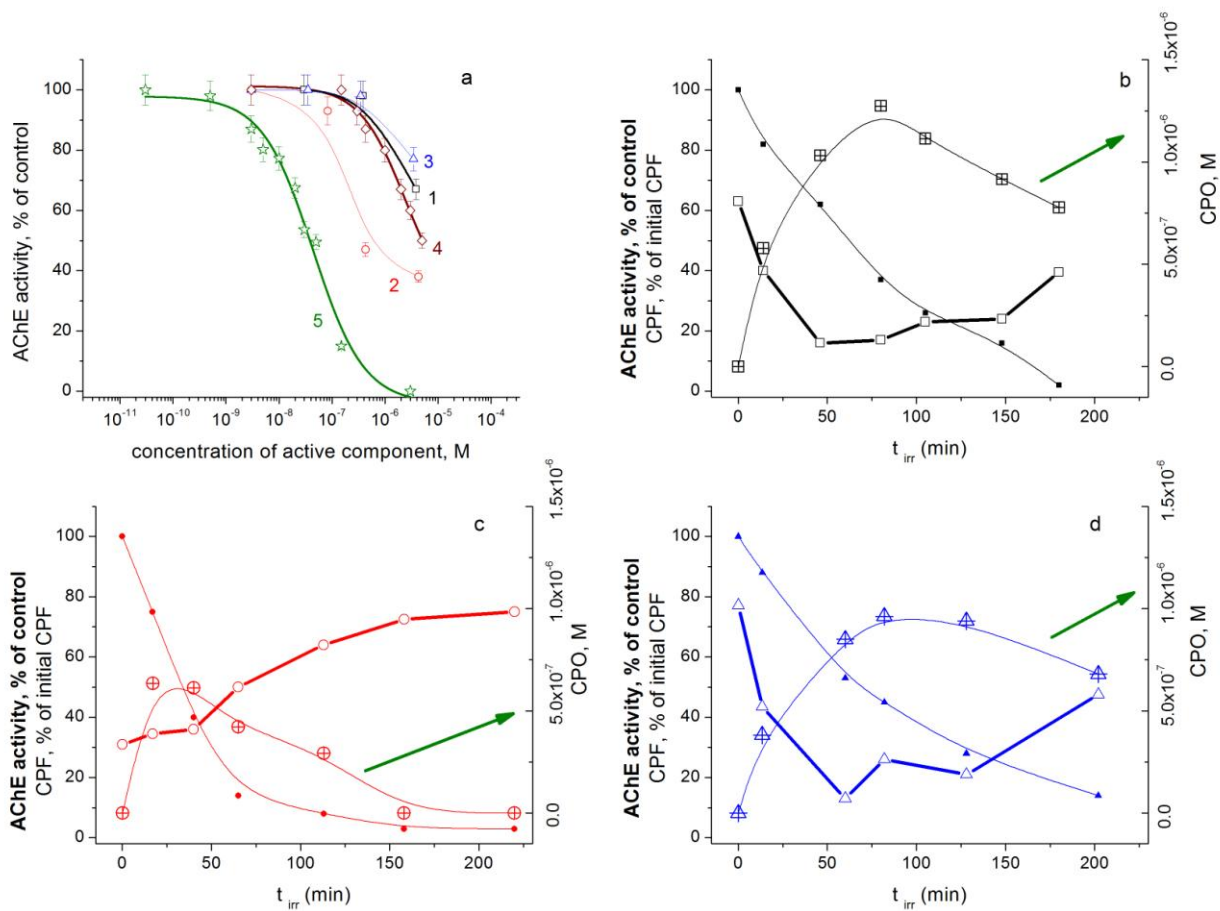 a
AChE activity, % of control
100
80
60
40
20
0
3
1
4
2
5
10⁻¹¹ 10⁻¹⁰ 10⁻⁹ 10⁻⁸ 10⁻⁷ 10⁻⁶ 10⁻⁵ 10⁻⁴
concentration of active component, M
b
AChE activity, % of control
CPF, % of initial CPF
100
80
60
40
20
0
1.5x10⁻⁶
1.0x10⁻⁶
5.0x10⁻⁷
0.0
CPO, M
0 50 100 150 200
t irr (min)
c
AChE activity, % of control
CPF, % of initial CPF
100
80
60
40
20
0
1.5x10⁻⁶
1.0x10⁻⁶
5.0x10⁻⁷
0.0
CPO, M
0 50 100 150 200
t irr (min)
d
AChE activity, % of control
CPF, % of initial CPF
100
80
60
40
20
0
1.5x10⁻⁶
1.0x10⁻⁶
5.0x10⁻⁷
0.0
CPO, M
0 50 100 150 200
t irr (min)